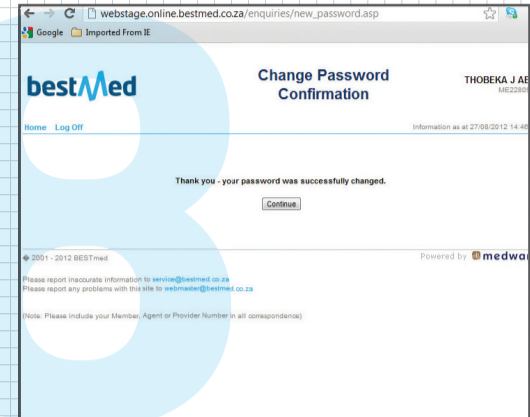 webstage.online.bestmed.co.za/enquiries/new_password.asp
Google Imported From IE
bestMed
Change Password
Confirmation
THOBEKA J
ME22809
Home Log Off
Information as at 27/08/2012 14:46
Thank you - your password was successfully changed.
Continue
� 2001 - 2012 BESTmed
Powered by
Please report inaccurate information to service@bestmed.co.za
Please report any problems with this site to webmaster@bestmed.co.za
(Note: Please include your Member, Agent or Provider Number in all correspondence)